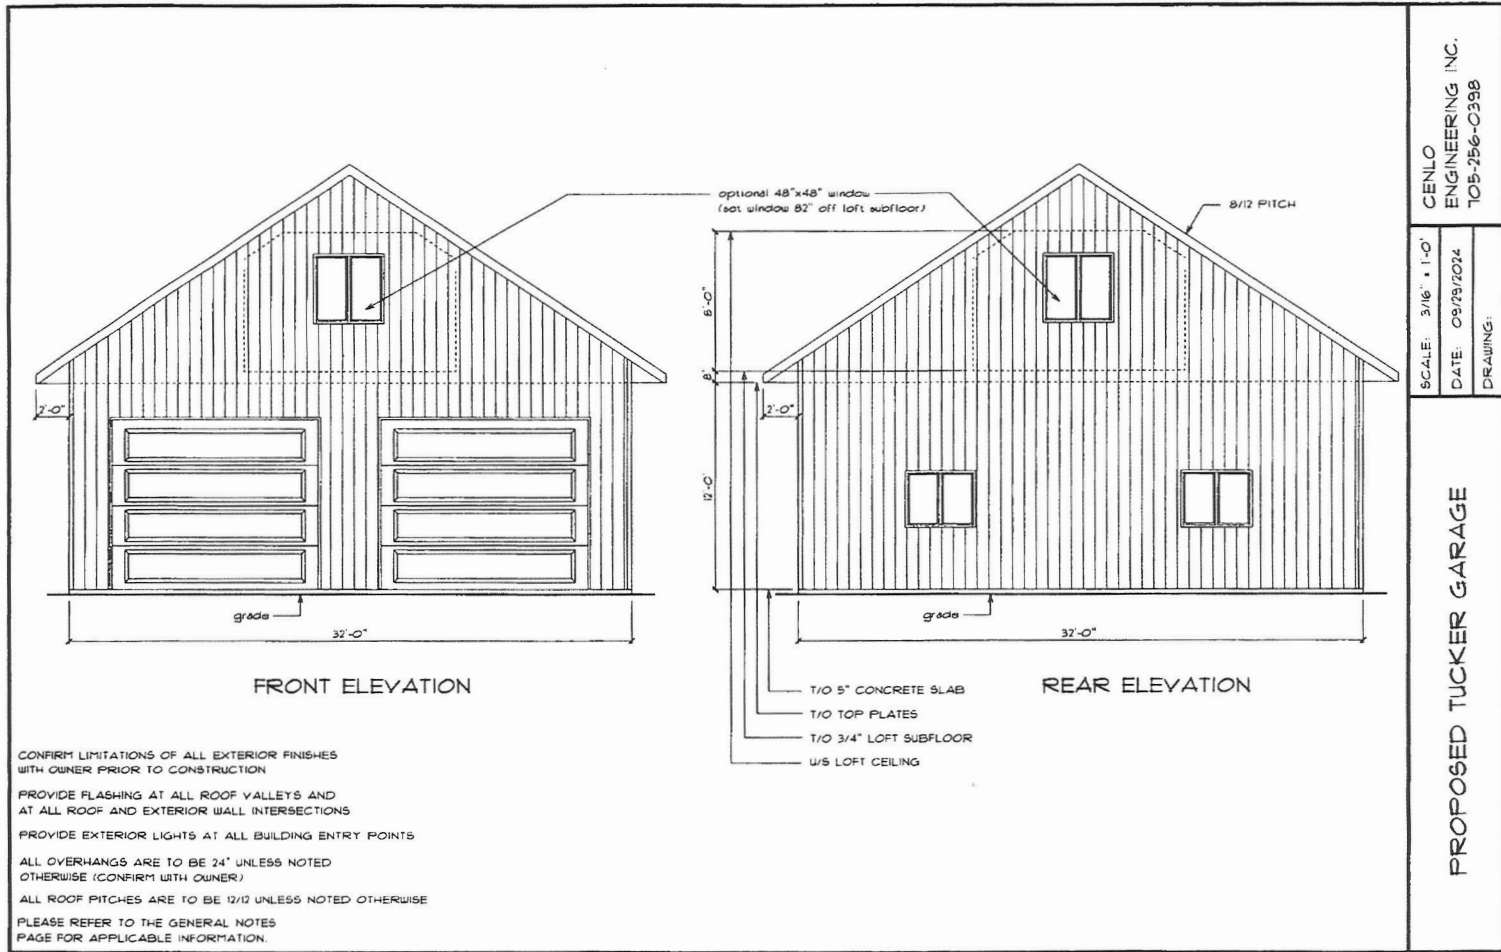 optional 48"x48" window
(set window 82" off loft subfloor)
8/12 PITCH
8'-0"
8"
2'-0"
2'-0"
12'-0"
grade
grade
32'-0"
32'-0"
FRONT ELEVATION
REAR ELEVATION
T/O 5" CONCRETE SLAB
T/O TOP PLATES
T/O 3/4" LOFT SUBFLOOR
U/S LOFT CEILING
CONFIRM LIMITATIONS OF ALL EXTERIOR FINISHES
WITH OWNER PRIOR TO CONSTRUCTION
PROVIDE FLASHING AT ALL ROOF VALLEYS AND
AT ALL ROOF AND EXTERIOR WALL INTERSECTIONS
PROVIDE EXTERIOR LIGHTS AT ALL BUILDING ENTRY POINTS
ALL OVERHANGS ARE TO BE 24" UNLESS NOTED
OTHERWISE (CONFIRM WITH OWNER)
ALL ROOF PITCHES ARE TO BE 12/12 UNLESS NOTED OTHERWISE
PLEASE REFER TO THE GENERAL NOTES
PAGE FOR APPLICABLE INFORMATION.
CENLO
ENGINEERING INC.
705-256-0398
SCALE: 3/16" = 1'-0"
DATE: 09/29/2024
DRAWING:
PROPOSED TUCKER GARAGE